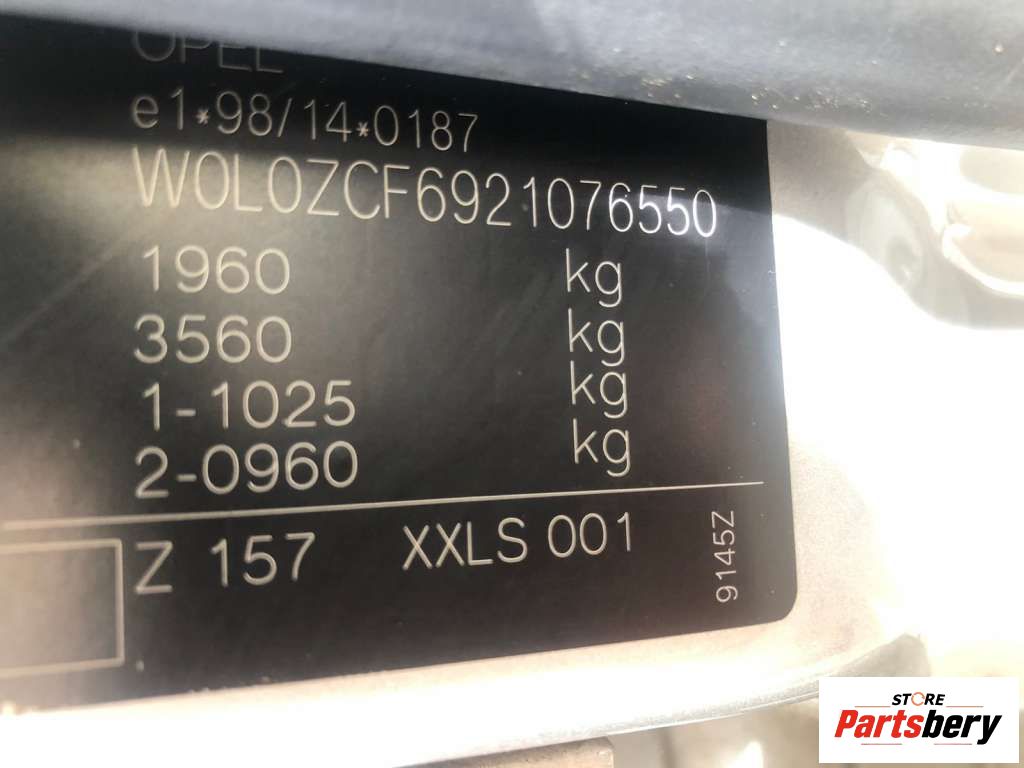 OPEL
e1*98/14*0187
W0L0ZCF6921076550
1960 kg
3560 kg
1-1025 kg
2-0960 kg
Z 157 XXLS 001
9145Z
STORE
Partsbery